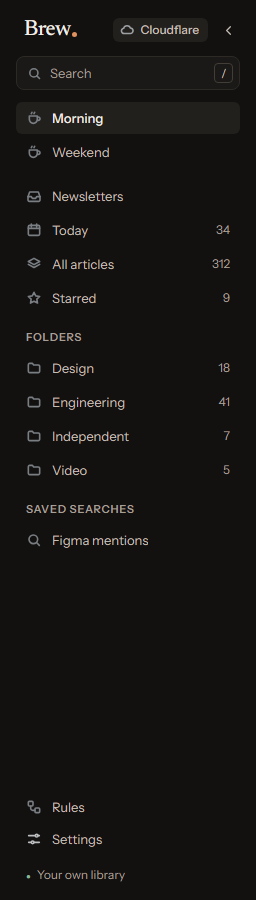 Brew.
Cloudflare
Search /
Morning
Weekend
Newsletters
Today 34
All articles 312
Starred 9
FOLDERS
Design 18
Engineering 41
Independent 7
Video 5
SAVED SEARCHES
Figma mentions
Rules
Settings
• Your own library